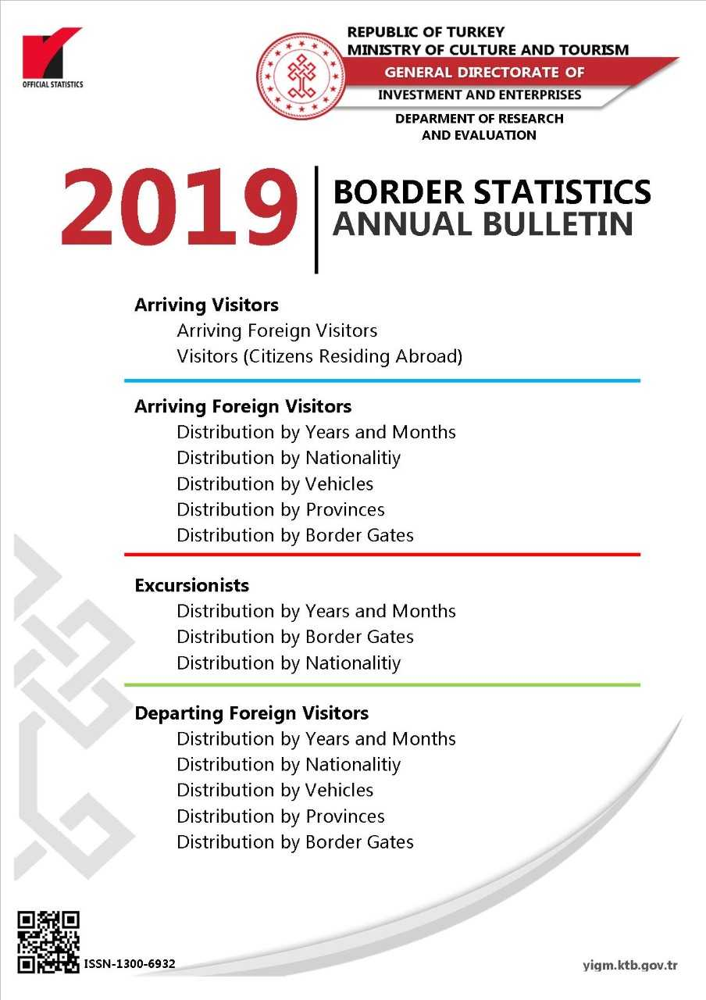 OFFICIAL STATISTICS
REPUBLIC OF TURKEY
MINISTRY OF CULTURE AND TOURISM
GENERAL DIRECTORATE OF
INVESTMENT AND ENTERPRISES
DEPARMENT OF RESEARCH
AND EVALUATION
2019
BORDER STATISTICS
ANNUAL BULLETIN
Arriving Visitors
Arriving Foreign Visitors
Visitors (Citizens Residing Abroad)
Arriving Foreign Visitors
Distribution by Years and Months
Distribution by Nationalitiy
Distribution by Vehicles
Distribution by Provinces
Distribution by Border Gates
Excursionists
Distribution by Years and Months
Distribution by Border Gates
Distribution by Nationalitiy
Departing Foreign Visitors
Distribution by Years and Months
Distribution by Nationalitiy
Distribution by Vehicles
Distribution by Provinces
Distribution by Border Gates
ISSN-1300-6932
yigm.ktb.gov.tr